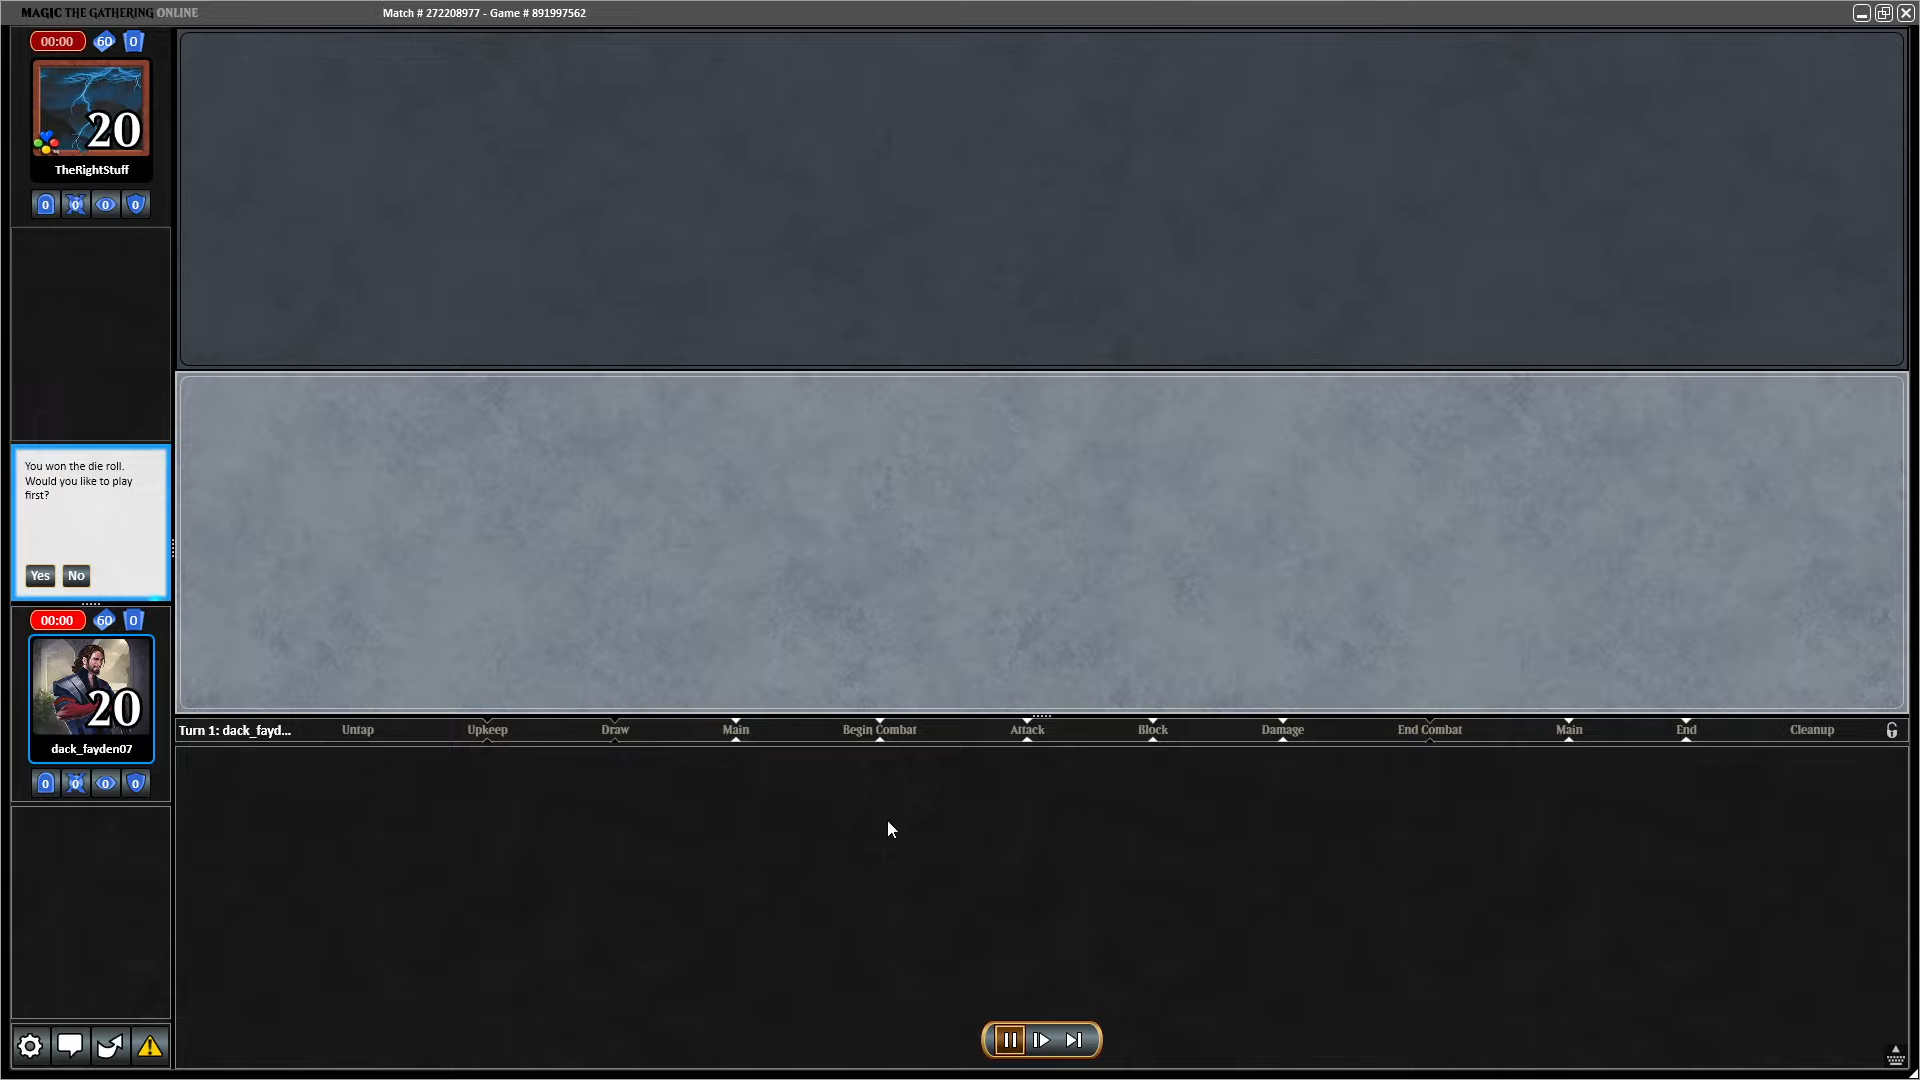 MAGIC THE GATHERING ONLINE
Match # 272208977 - Game # 891997562
00:00 60 0
20
TheRightStuff
0 0 0 0
You won the die roll.
Would you like to play
first?
Yes No
00:00 60 0
20
dack_fayden07
0 0 0 0
Turn 1: dack_fayd... Untap Upkeep Draw Main Begin Combat Attack Block Damage End Combat Main End Cleanup